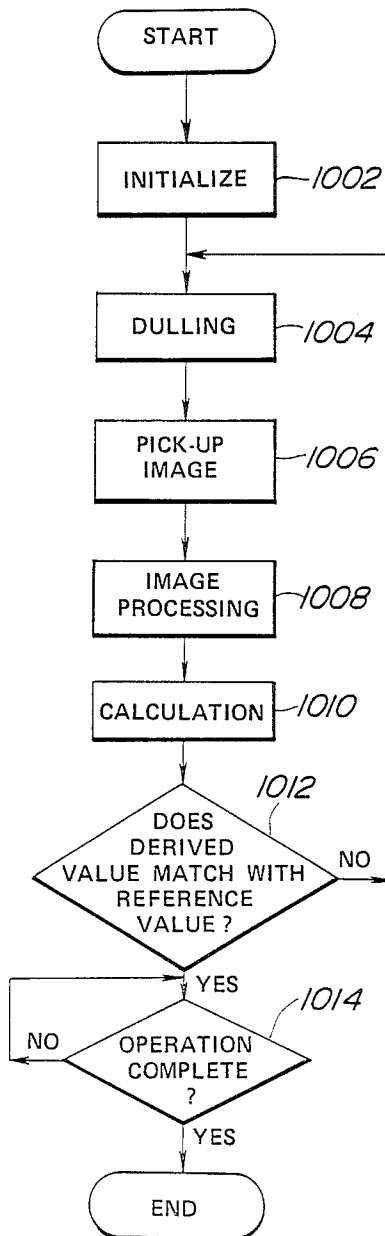 START
INITIALIZE
1002
DULLING
1004
PICK-UP
IMAGE
1006
IMAGE
PROCESSING
1008
CALCULATION
1010
1012
DOES
DERIVED
VALUE MATCH WITH
REFERENCE
VALUE ?
NO
YES
1014
NO
OPERATION
COMPLETE
?
YES
END